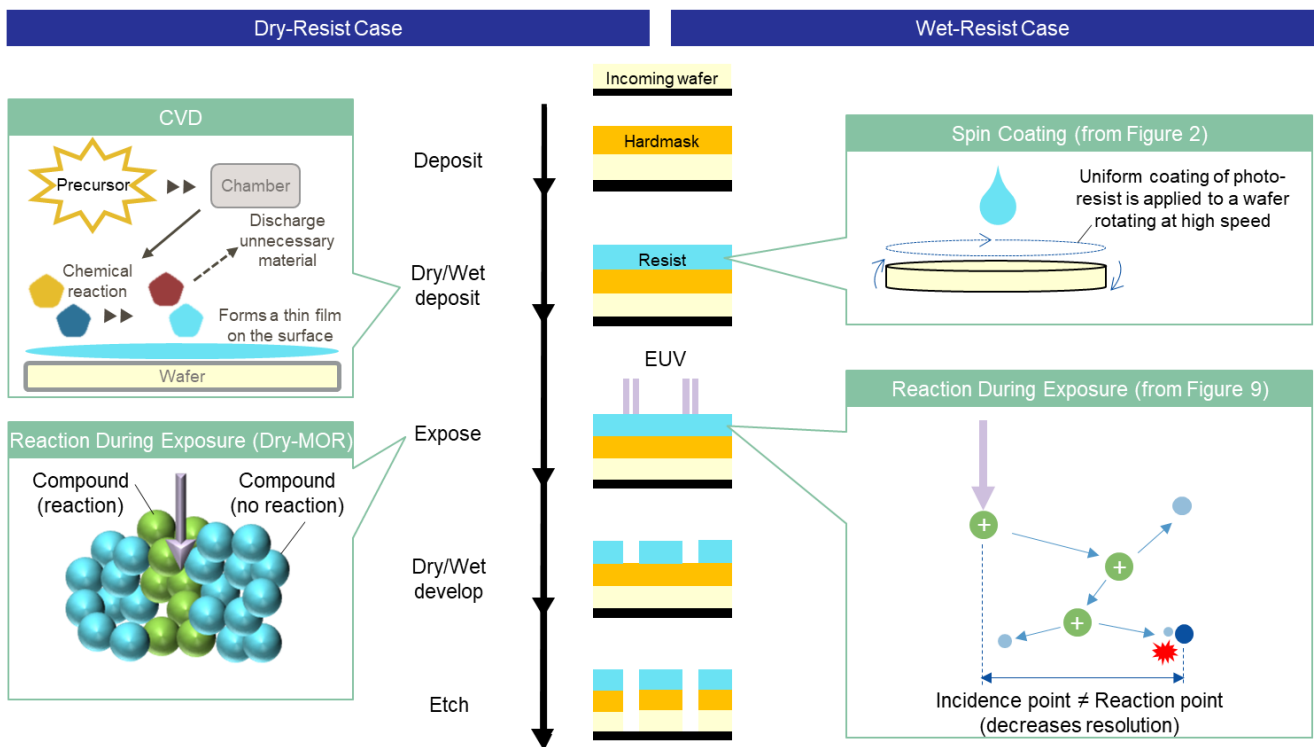 Dry-Resist Case
Wet-Resist Case
Incoming wafer
CVD
Precursor
Chamber
Discharge
unnecessary
material
Chemical
reaction
Forms a thin film
on the surface
Wafer
Deposit
Hardmask
Spin Coating (from Figure 2)
Uniform coating of photo-
resist is applied to a wafer
rotating at high speed
Dry/Wet
deposit
Resist
EUV
Reaction During Exposure (Dry-MOR)
Compound
(reaction)
Compound
(no reaction)
Expose
Reaction During Exposure (from Figure 9)
+
+
+
Incidence point ≠ Reaction point
(decreases resolution)
Dry/Wet
develop
Etch